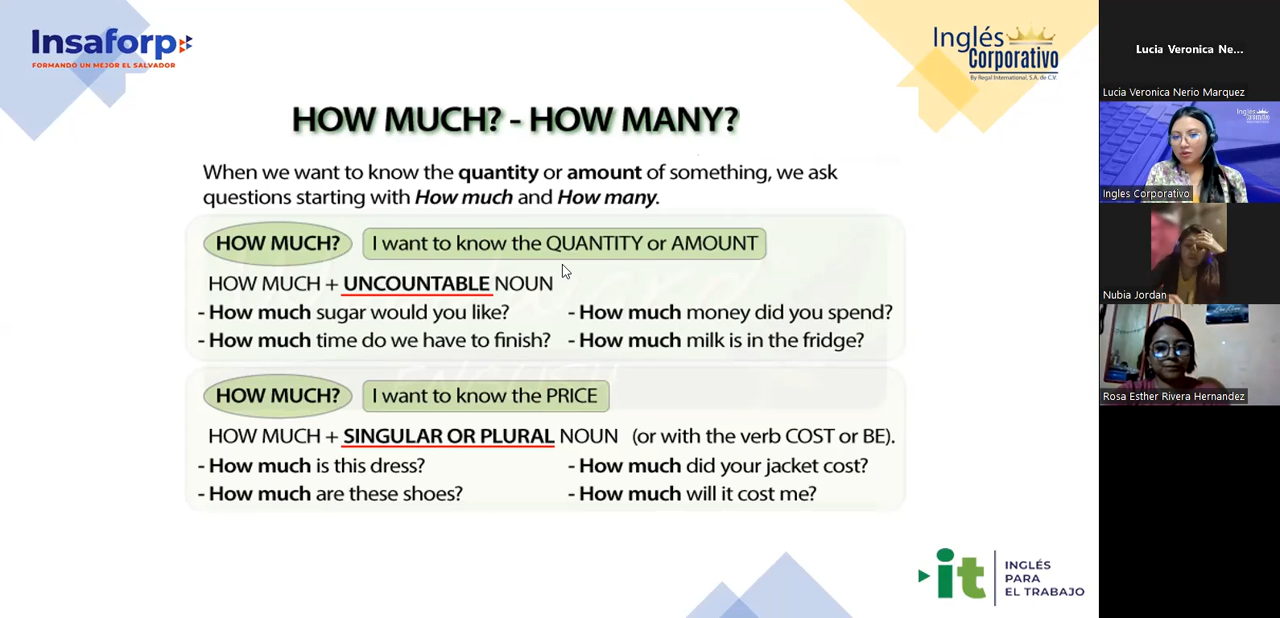 Insaforp
FORMANDO UN MEJOR EL SALVADOR
Inglés
Corporativo
By Regal International, S.A. de C.V.
HOW MUCH? - HOW MANY?
When we want to know the quantity or amount of something, we ask
questions starting with How much and How many.
HOW MUCH? I want to know the QUANTITY or AMOUNT
HOW MUCH + UNCOUNTABLE NOUN
- How much sugar would you like? - How much money did you spend?
- How much time do we have to finish? - How much milk is in the fridge?
HOW MUCH? I want to know the PRICE
HOW MUCH + SINGULAR OR PLURAL NOUN (or with the verb COST or BE).
- How much is this dress? - How much did your jacket cost?
- How much are these shoes? - How much will it cost me?
it
INGLÉS
PARA
EL TRABAJO
Lucia Veronica Ne...
Lucia Veronica Nerio Marquez
Inglés
Ingles Corporativo
Nubia Jordan
Rosa Esther Rivera Hernandez